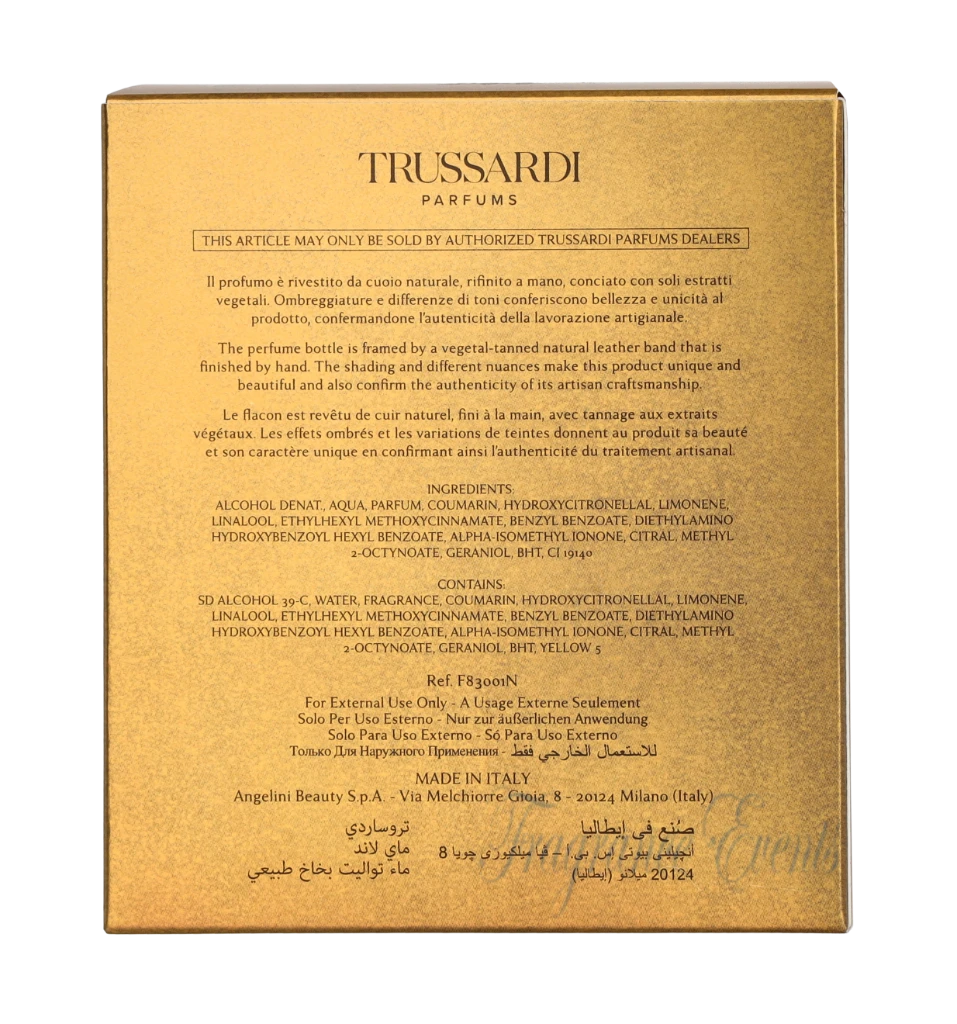 TRUSSARDI
PARFUMS
THIS ARTICLE MAY ONLY BE SOLD BY AUTHORIZED TRUSSARDI PARFUMS DEALERS
Il profumo è rivestito da cuoio naturale, rifinito a mano, conciato con soli estratti
vegetali. Ombreggiature e differenze di toni conferiscono bellezza e unicità al
prodotto, confermandone l'autenticità della lavorazione artigianale.
The perfume bottle is framed by a vegetal-tanned natural leather band that is
finished by hand. The shading and different nuances make this product unique and
beautiful and also confirm the authenticity of its artisan craftsmanship.
Le flacon est revêtu de cuir naturel, fini à la main, avec tannage aux extraits
végétaux. Les effets ombrés et les variations de teintes donnent au produit sa beauté
et son caractère unique en confirmant ainsi l'authenticité du traitement artisanal.
INGREDIENTS:
ALCOHOL DENAT., AQUA, PARFUM, COUMARIN, HYDROXYCITRONELLAL, LIMONENE,
LINALOOL, ETHYLHEXYL METHOXYCINNAMATE, BENZYL BENZOATE, DIETHYLAMINO
HYDROXYBENZOYL HEXYL BENZOATE, ALPHA-ISOMETHYL IONONE, CITRAL, METHYL
2-OCTYNOATE, GERANIOL, BHT, CI 19140
CONTAINS:
SD ALCOHOL 39-C, WATER, FRAGRANCE, COUMARIN, HYDROXYCITRONELLAL, LIMONENE,
LINALOOL, ETHYLHEXYL METHOXYCINNAMATE, BENZYL BENZOATE, DIETHYLAMINO
HYDROXYBENZOYL HEXYL BENZOATE, ALPHA-ISOMETHYL IONONE, CITRAL, METHYL
2-OCTYNOATE, GERANIOL, BHT, YELLOW 5
Ref. F83001N
For External Use Only - A Usage Externe Seulement
Solo Per Uso Esterno - Nur zur äußerlichen Anwendung
Solo Para Uso Externo - Só Para Uso Externo
Только Для Наружного Применения - للاستعمال الخارجي فقط
MADE IN ITALY
Angelini Beauty S.p.A. - Via Melchiorre Gioia, 8 - 20124 Milano (Italy)
صُنع في إيطاليا
أنجيليني بيوتي إس. بي.ا – ڤيا ميلكيوري جويا 8
20124 ميلانو (إيطاليا)
تروساردي
ماي لاند
ماء تواليت بخاخ طبيعي
Fragrance Events